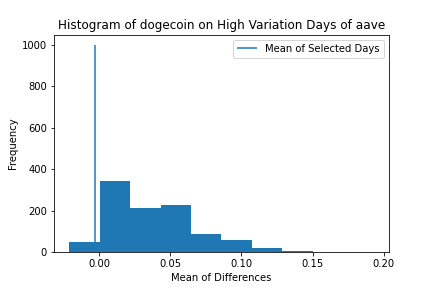 Histogram of dogecoin on High Variation Days of aave
Mean of Selected Days
Frequency
1000
800
600
400
200
0
0.00 0.05 0.10 0.15 0.20
Mean of Differences